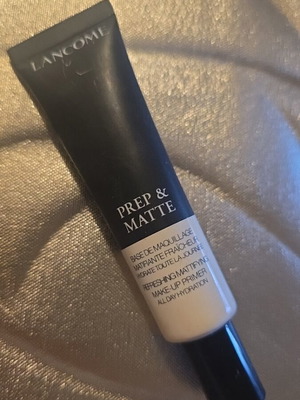 LANCÔME
PREP &
MATTE
BASE DE MAQUILLAGE
MATIFIANTE FRAÎCHEUR
HYDRATE TOUTE LA JOURNÉE
REFRESHING MATTIFYING
MAKE-UP PRIMER
ALL DAY HYDRATION